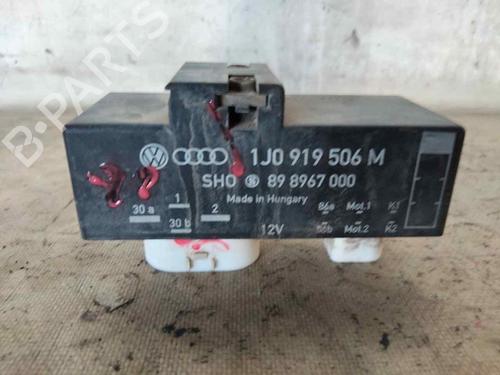 B-PARTS
1J0 919 506 M
SHO 89 8967 000
Made in Hungary
30 a 1 2
30 b
12V
86a Mot.1 K1
Mot.2 K2